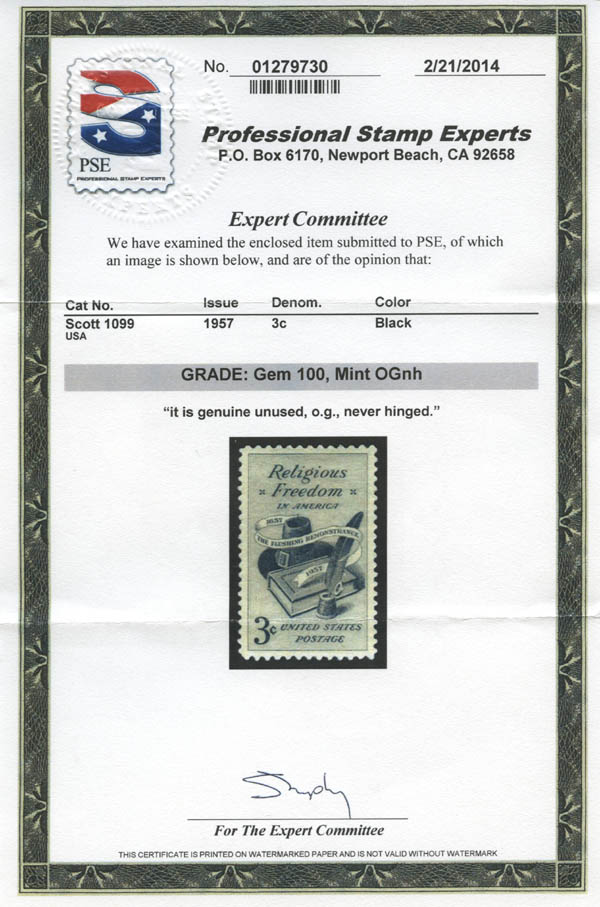 No. 01279730 2/21/2014
PSE
PROFESSIONAL STAMP EXPERTS
EXPERTS
Professional Stamp Experts
P.O. Box 6170, Newport Beach, CA 92658
Expert Committee
We have examined the enclosed item submitted to PSE, of which
an image is shown below, and are of the opinion that:
Cat No. Issue Denom. Color
Scott 1099 1957 3c Black
USA
GRADE: Gem 100, Mint OGnh
“it is genuine unused, o.g., never hinged.”
Religious
Freedom
IN AMERICA
1657
THE FLUSHING REMONSTRANCE
1957
3¢ UNITED STATES
POSTAGE
For The Expert Committee
THIS CERTIFICATE IS PRINTED ON WATERMARKED PAPER AND IS NOT VALID WITHOUT WATERMARK